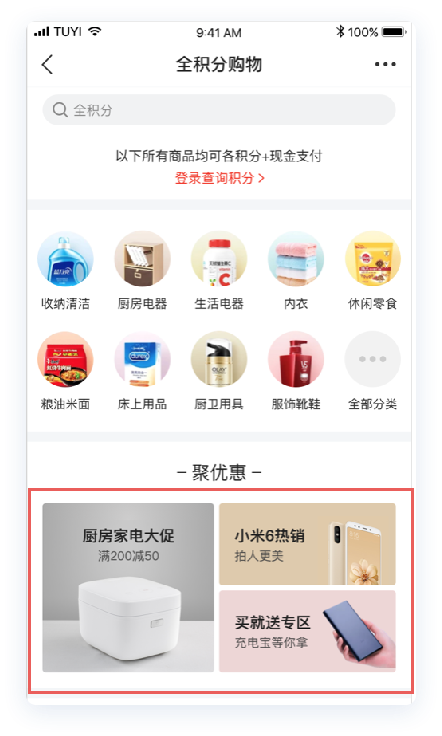 TUYI 9:41 AM 100%
全积分购物
全积分
以下所有商品均可各积分+现金支付
登录查询积分 >
收纳清洁 厨房电器 生活电器 内衣 休闲零食
粮油米面 床上用品 厨卫用具 服饰靴鞋 全部分类
– 聚优惠 –
厨房家电大促
满200减50
小米6热销
拍人更美
买就送专区
充电宝等你拿